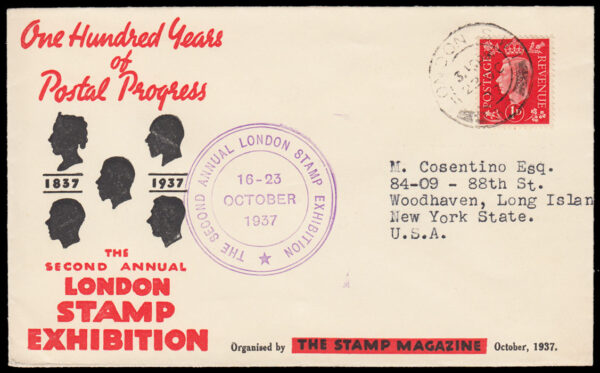 One Hundred Years
of
Postal Progress
1837 1937
THE
SECOND ANNUAL
LONDON
STAMP
EXHIBITION
THE SECOND ANNUAL LONDON STAMP EXHIBITION
16-23
OCTOBER
1937
LONDON
POSTAGE
REVENUE
1D
M. Cosentino Esq.
84-09 - 88th St.
Woodhaven, Long Islan
New York State.
U.S.A.
Organised by THE STAMP MAGAZINE October, 1937.